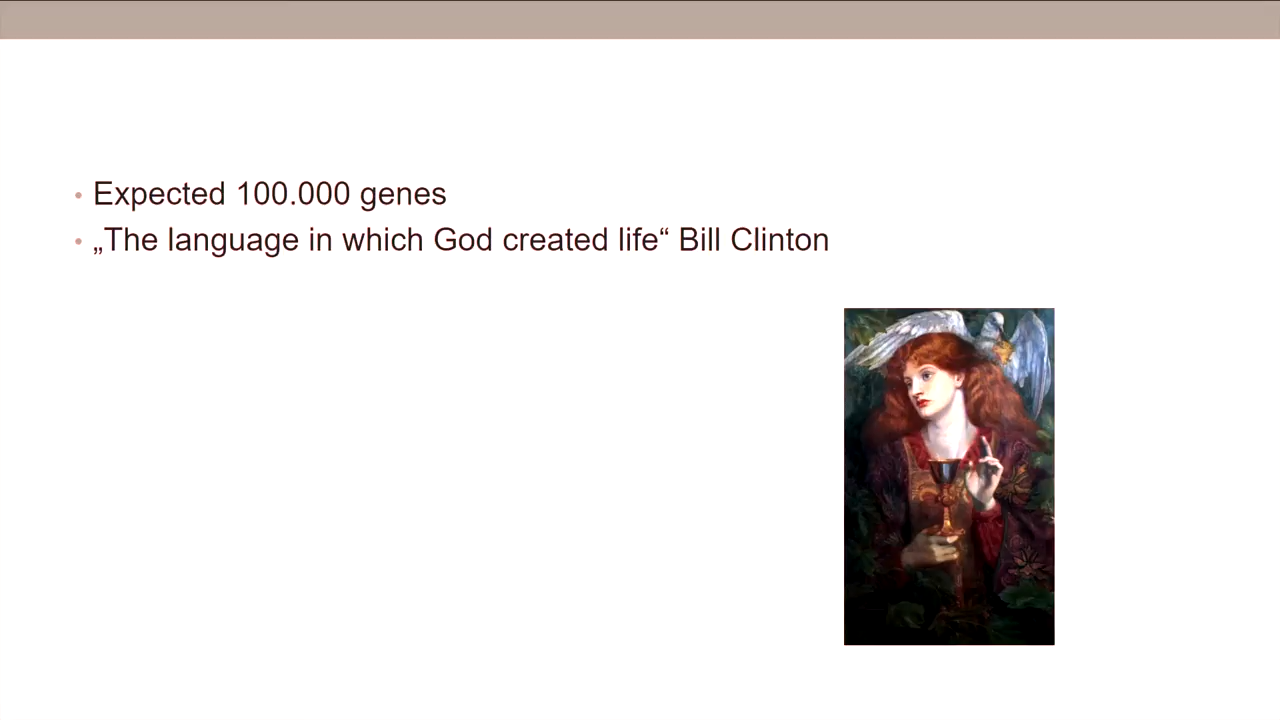 • Expected 100.000 genes
• „The language in which God created life“ Bill Clinton